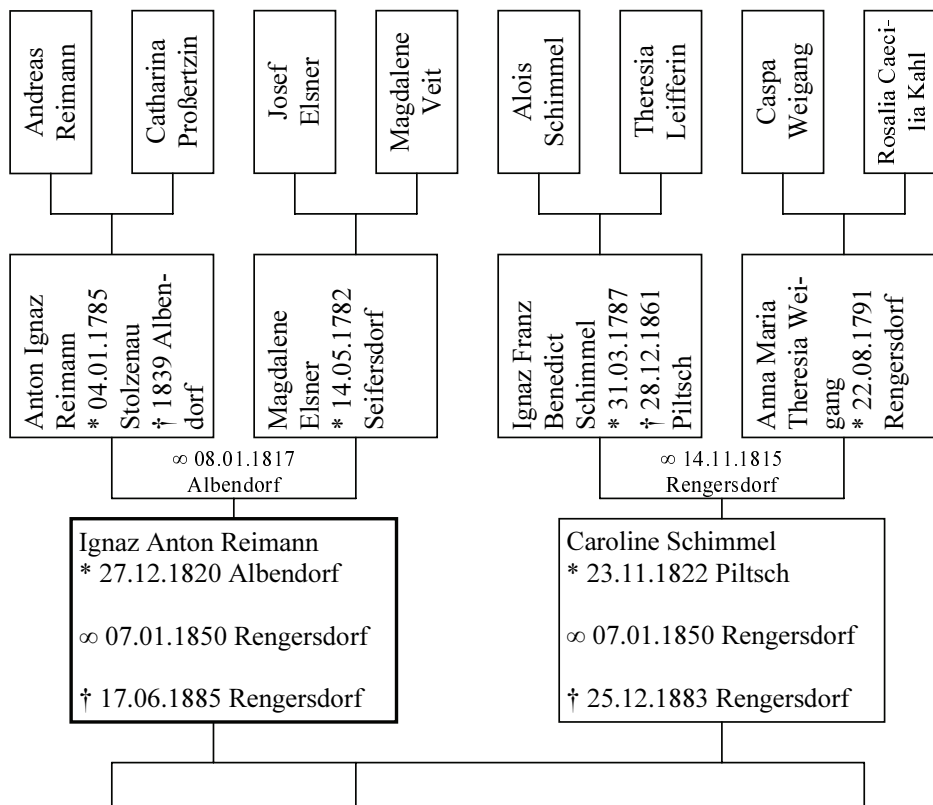 Andreas
Reimann
Catharina
Proßertzin
Josef
Elsner
Magdalene
Veit
Alois
Schimmel
Theresia
Leifferin
Caspa
Weigang
Rosalia Caeci-
lia Kahl
Anton Ignaz
Reimann
* 04.01.1785
Stolzenau
† 1839 Alben-
dorf
Magdalene
Elsner
* 14.05.1782
Seifersdorf
Ignaz Franz
Benedict
Schimmel
* 31.03.1787
† 28.12.1861
Piltsch
Anna Maria
Theresia Wei-
gang
* 22.08.1791
Rengersdorf
∞ 08.01.1817
Albendorf
∞ 14.11.1815
Rengersdorf
Ignaz Anton Reimann
* 27.12.1820 Albendorf
∞ 07.01.1850 Rengersdorf
† 17.06.1885 Rengersdorf
Caroline Schimmel
* 23.11.1822 Piltsch
∞ 07.01.1850 Rengersdorf
† 25.12.1883 Rengersdorf